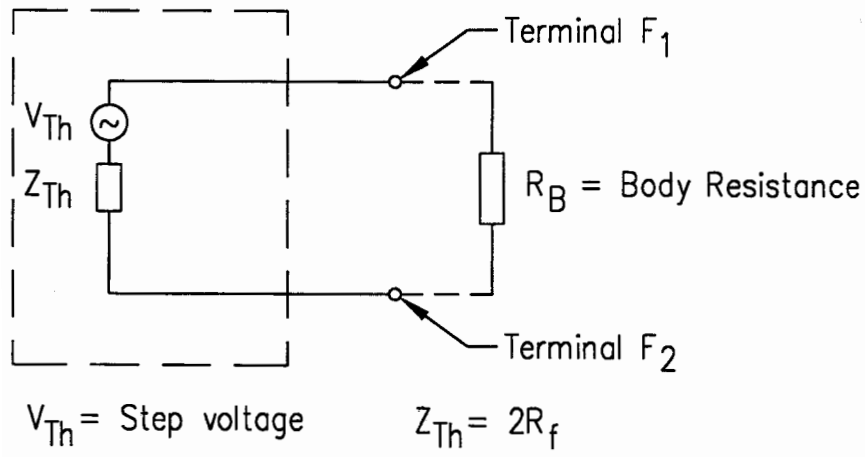 Terminal F1
VTh
ZTh
RB = Body Resistance
Terminal F2
VTh = Step voltage
ZTh = 2Rf